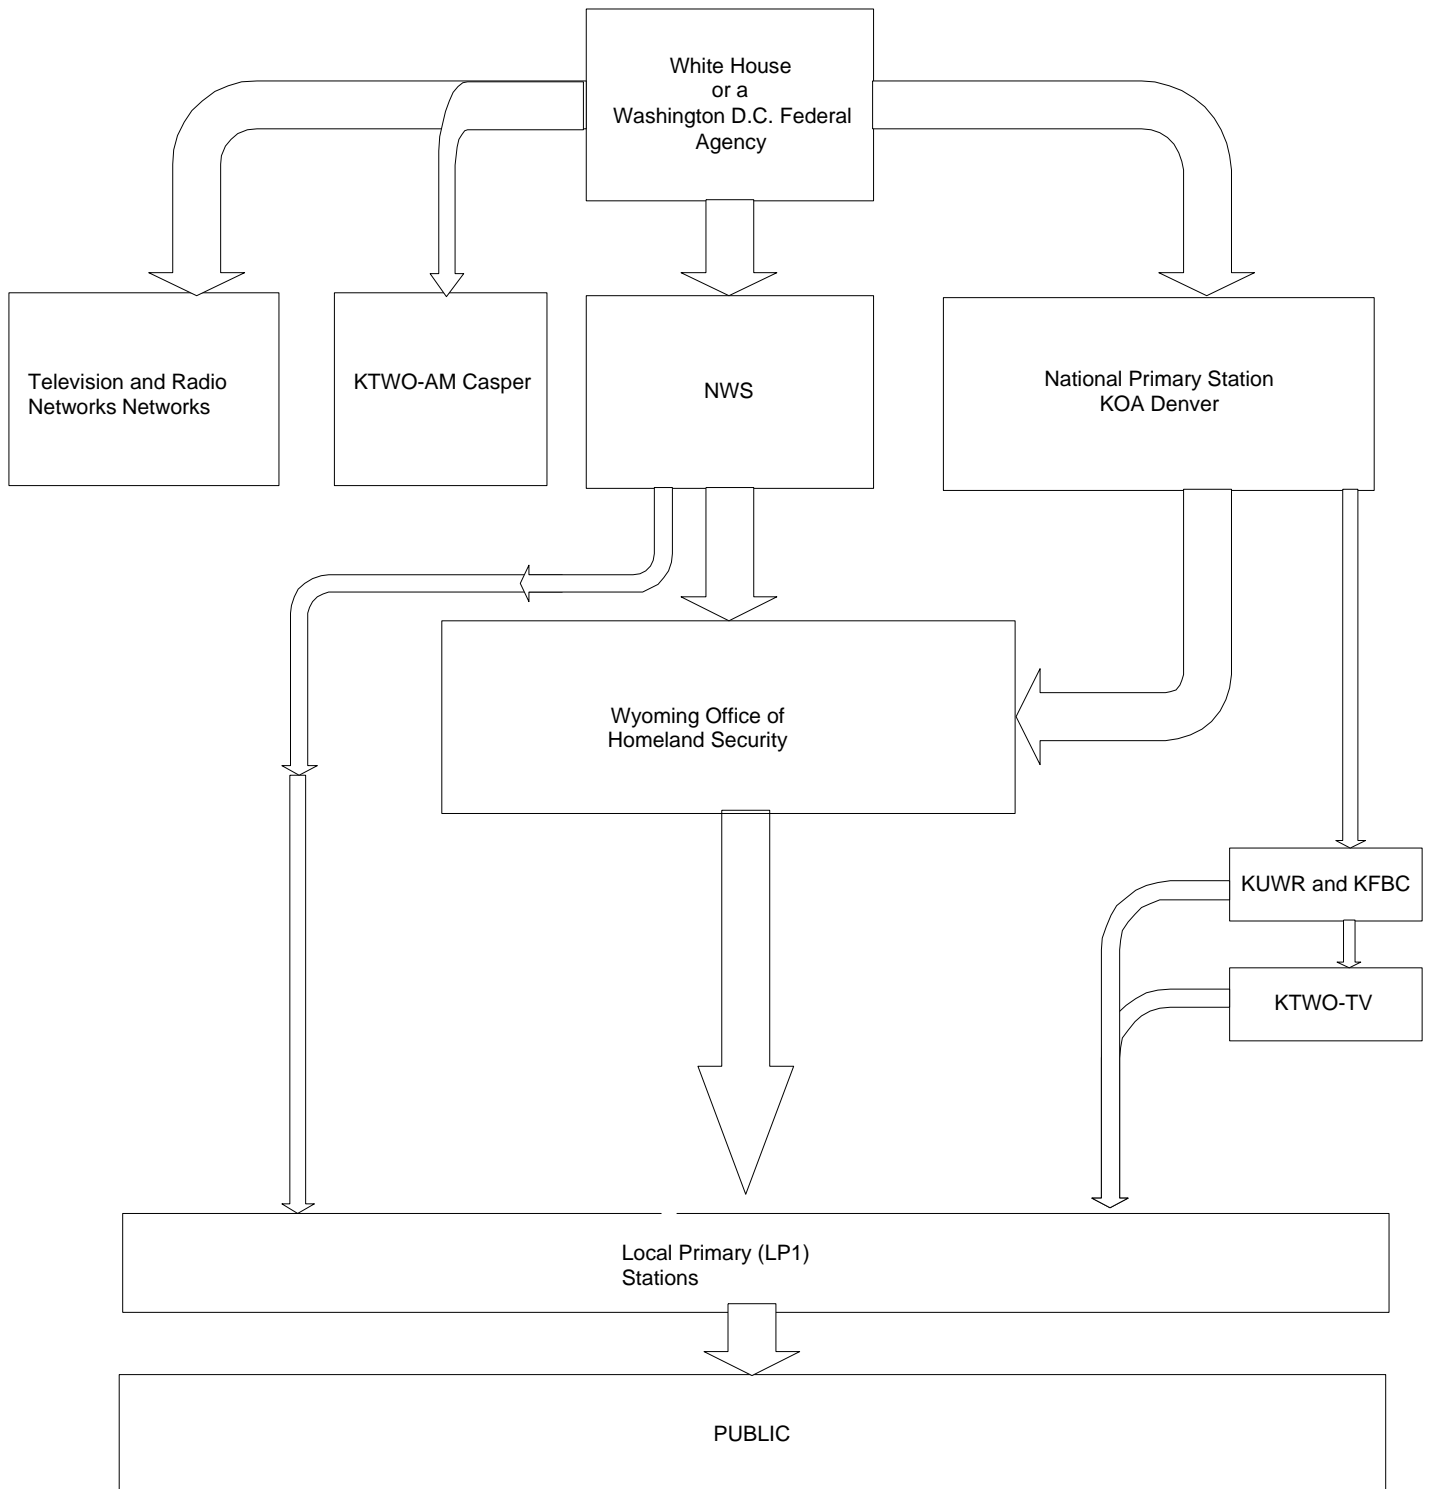 White House
or a
Washington D.C. Federal
Agency
Television and Radio
Networks Networks
KTWO-AM Casper
NWS
National Primary Station
KOA Denver
Wyoming Office of
Homeland Security
KUWR and KFBC
KTWO-TV
Local Primary (LP1)
Stations
PUBLIC